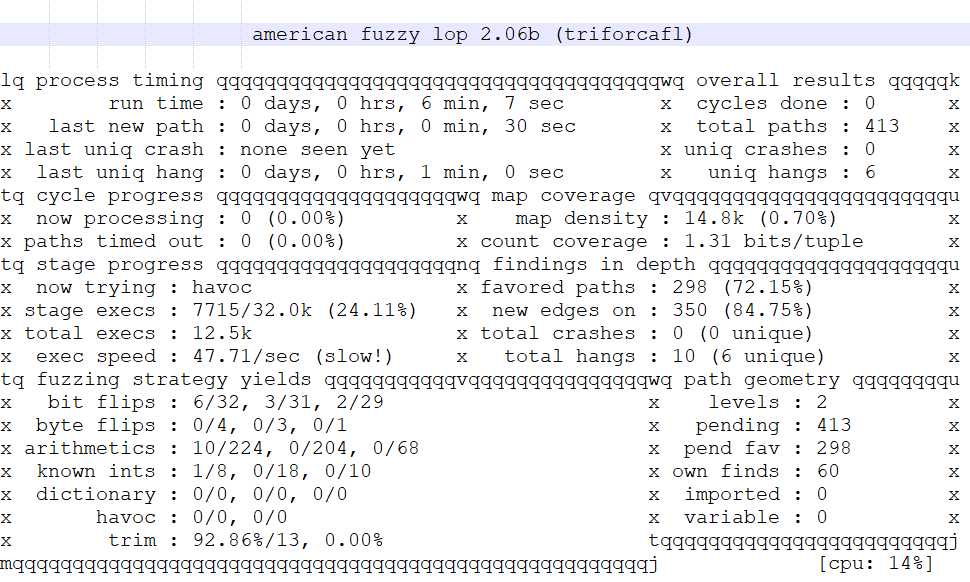 american fuzzy lop 2.06b (triforcafl)
lq process timing qqqqqqqqqqqqqqqqqqqqqqqqqqqqqqqqqqqqqwq overall results qqqqqk
x        run time : 0 days, 0 hrs, 6 min, 7 sec        x  cycles done : 0      x
x   last new path : 0 days, 0 hrs, 0 min, 30 sec       x  total paths : 413    x
x last uniq crash : none seen yet                      x uniq crashes : 0      x
x  last uniq hang : 0 days, 0 hrs, 1 min, 0 sec        x   uniq hangs : 6      x
tq cycle progress qqqqqqqqqqqqqqqqqqqqwq map coverage qvqqqqqqqqqqqqqqqqqqqqqqqu
x  now processing : 0 (0.00%)         x    map density : 14.8k (0.70%)         x
x paths timed out : 0 (0.00%)         x count coverage : 1.31 bits/tuple       x
tq stage progress qqqqqqqqqqqqqqqqqqqqnq findings in depth qqqqqqqqqqqqqqqqqqqqu
x  now trying : havoc                 x favored paths : 298 (72.15%)           x
x stage execs : 7715/32.0k (24.11%)   x  new edges on : 350 (84.75%)           x
x total execs : 12.5k                 x total crashes : 0 (0 unique)           x
x  exec speed : 47.71/sec (slow!)     x   total hangs : 10 (6 unique)          x
tq fuzzing strategy yields qqqqqqqqqqqvqqqqqqqqqqqqqqqwq path geometry qqqqqqqqu
x   bit flips : 6/32, 3/31, 2/29                      x    levels : 2          x
x  byte flips : 0/4, 0/3, 0/1                         x   pending : 413        x
x arithmetics : 10/224, 0/204, 0/68                   x  pend fav : 298        x
x  known ints : 1/8, 0/18, 0/10                       x own finds : 60         x
x  dictionary : 0/0, 0/0, 0/0                         x  imported : 0          x
x       havoc : 0/0, 0/0                              x  variable : 0          x
x        trim : 92.86%/13, 0.00%                      tqqqqqqqqqqqqqqqqqqqqqqqqj
mqqqqqqqqqqqqqqqqqqqqqqqqqqqqqqqqqqqqqqqqqqqqqqqqqqqqqj             [cpu: 14%]